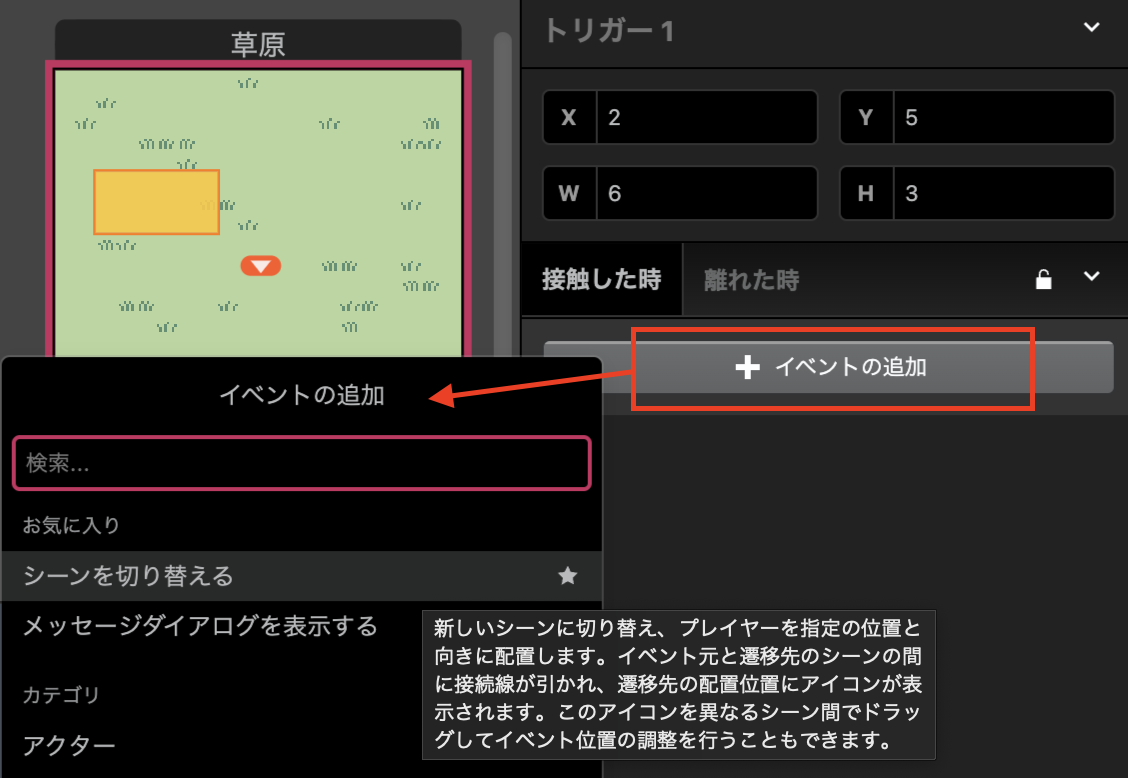 草原
トリガー 1
X 2
Y 5
W 6
H 3
接触した時
離れた時
イベントの追加
イベントの追加
検索...
お気に入り
シーンを切り替える
メッセージダイアログを表示する
新しいシーンに切り替え、プレイヤーを指定の位置と
向きに配置します。イベント元と遷移先のシーンの間
に接続線が引かれ、遷移先の配置位置にアイコンが表
示されます。このアイコンを異なるシーン間でドラッ
グしてイベント位置の調整を行うこともできます。
カテゴリ
アクター